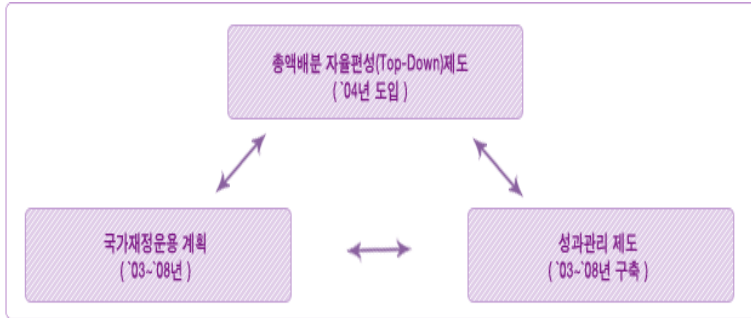 총액배분 자율편성(Top-Down)제도
( `04년 도입 )
국가재정운용 계획
( `03~`08년 )
성과관리 제도
( `03~`08년 구축 )